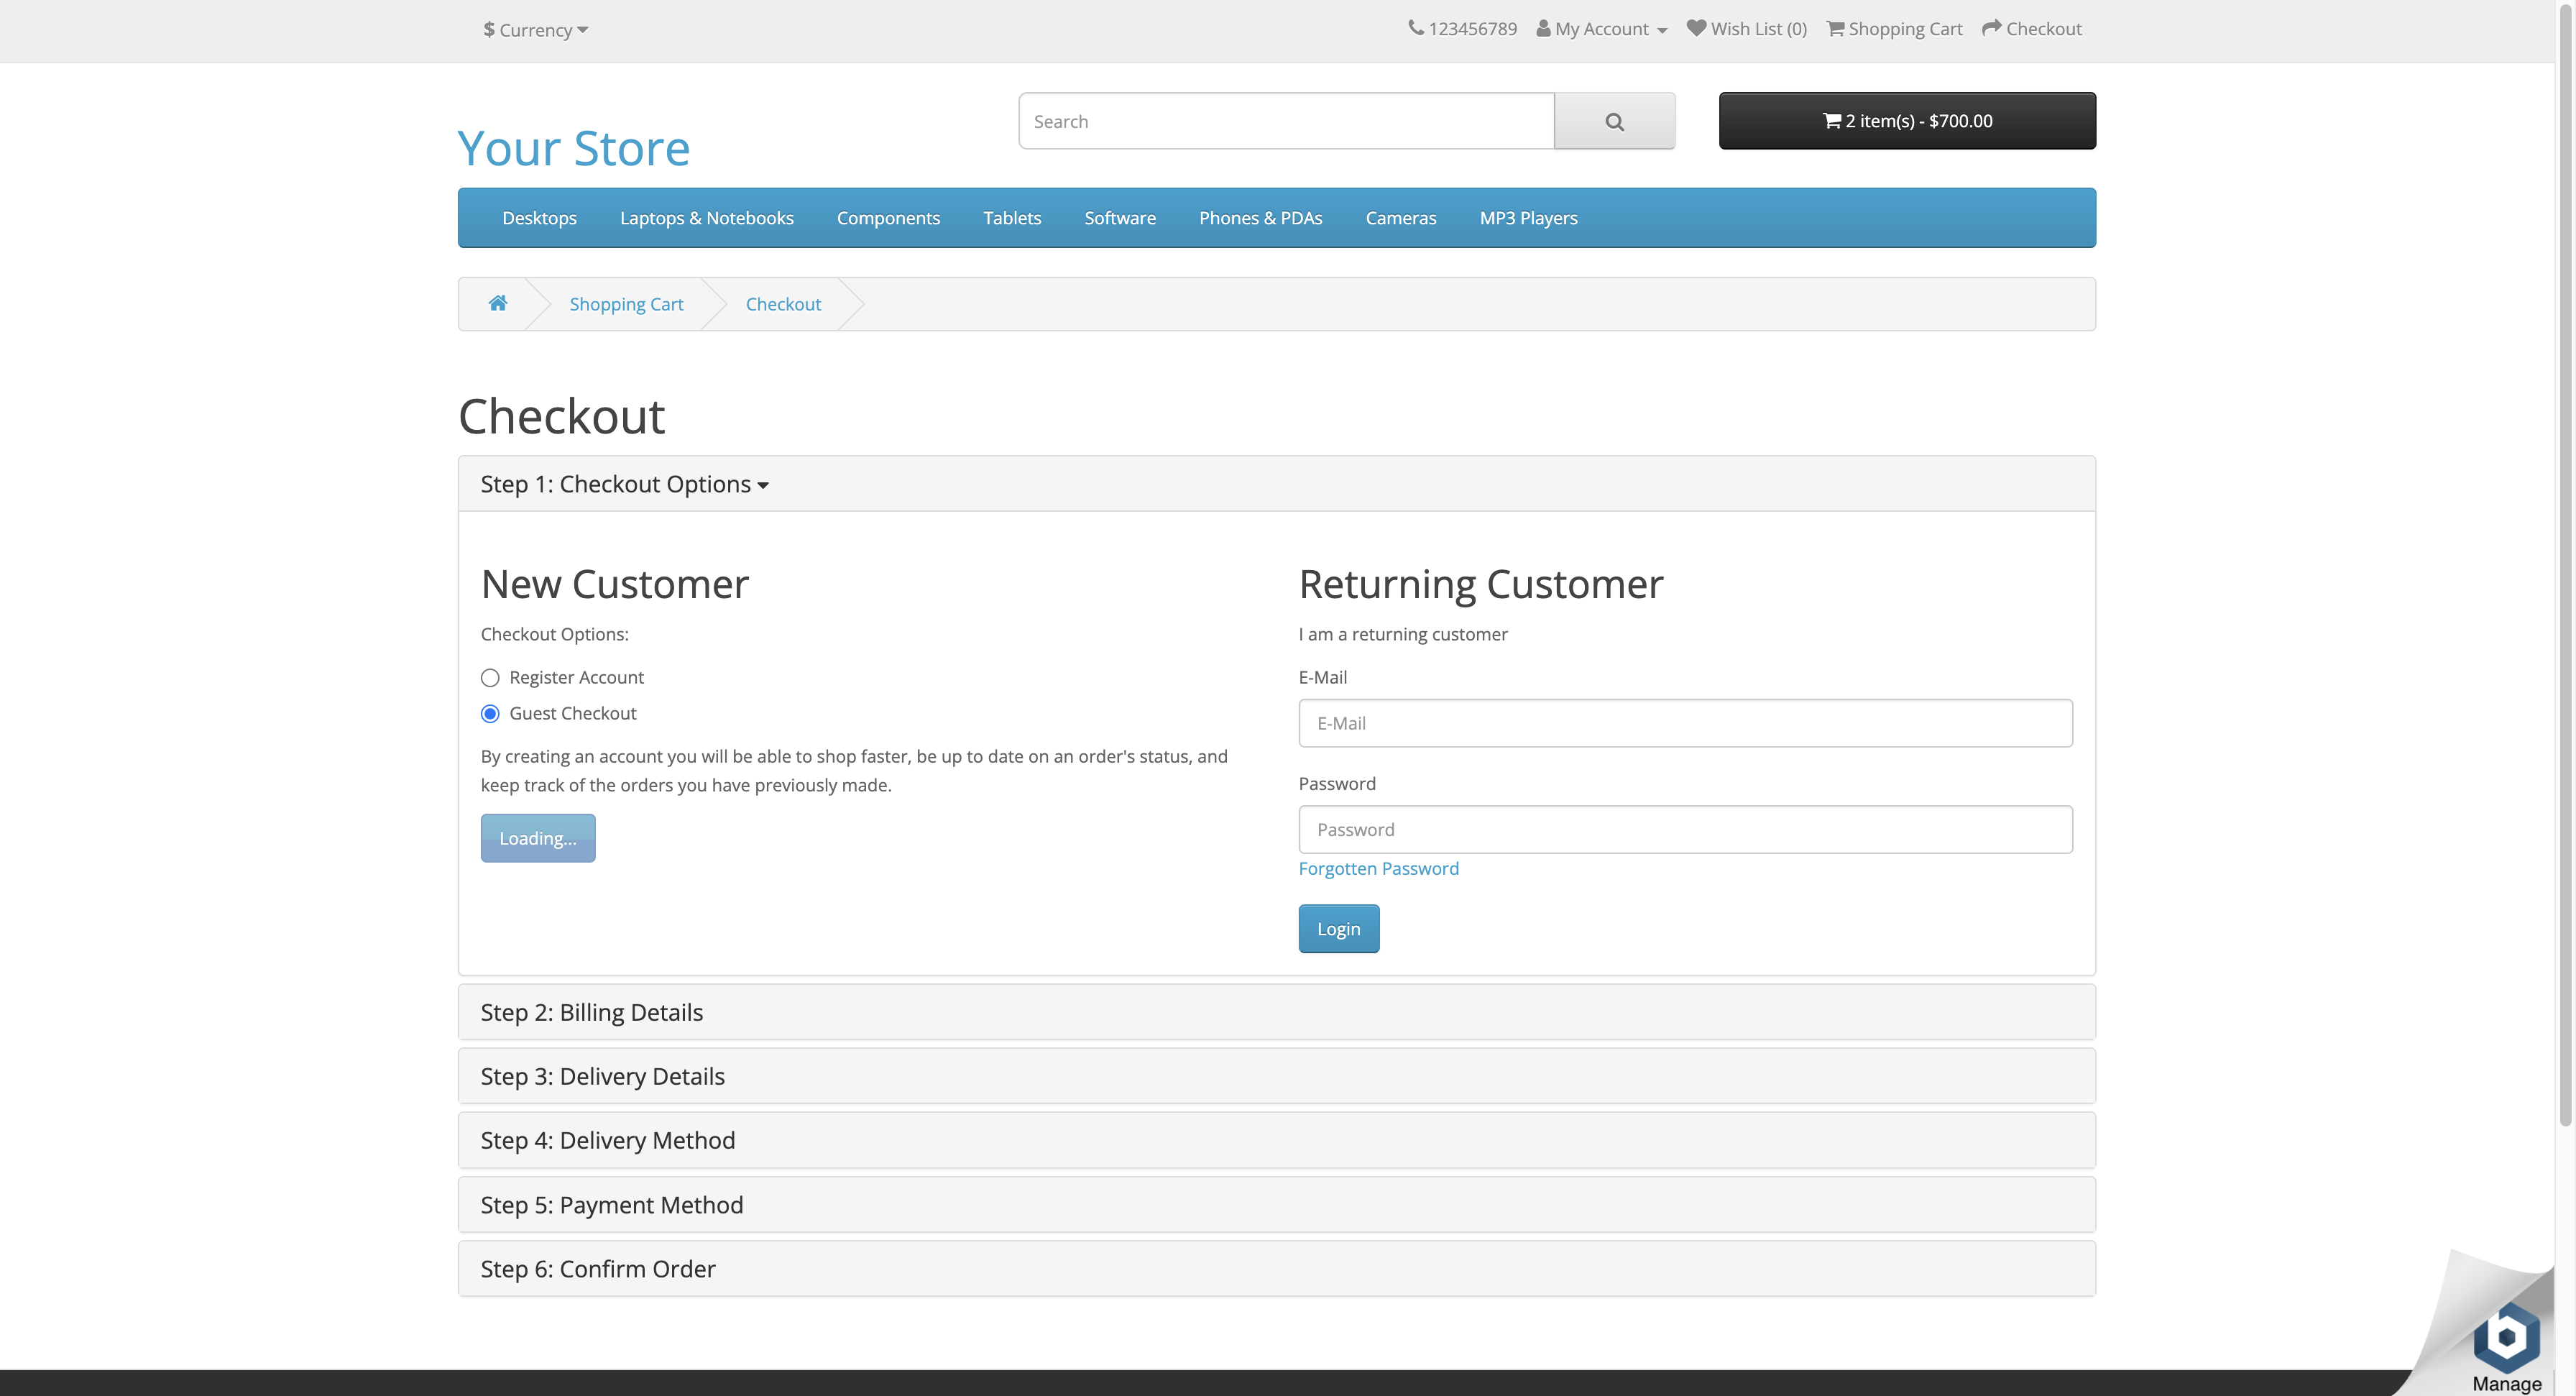 $ Currency
123456789 My Account Wish List (0) Shopping Cart Checkout
Your Store
Search
2 item(s) - $700.00
Desktops Laptops & Notebooks Components Tablets Software Phones & PDAs Cameras MP3 Players
Shopping Cart Checkout
Checkout
Step 1: Checkout Options
New Customer
Checkout Options:
Register Account
Guest Checkout
By creating an account you will be able to shop faster, be up to date on an order's status, and
keep track of the orders you have previously made.
Loading...
Returning Customer
I am a returning customer
E-Mail
E-Mail
Password
Password
Forgotten Password
Login
Step 2: Billing Details
Step 3: Delivery Details
Step 4: Delivery Method
Step 5: Payment Method
Step 6: Confirm Order
Manage